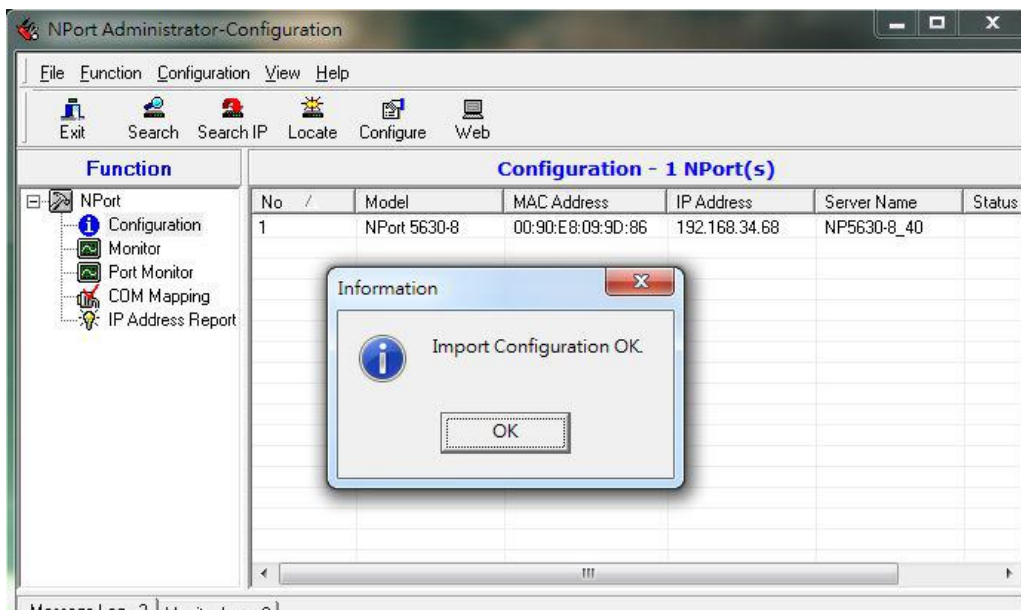 NPort Administrator-Configuration
File Function Configuration View Help
Exit Search Search IP Locate Configure Web
Function
Configuration - 1 NPort(s)
NPort
Configuration
Monitor
Port Monitor
COM Mapping
IP Address Report
No Model MAC Address IP Address Server Name Status
1 NPort 5630-8 00:90:E8:09:9D:86 192.168.34.68 NP5630-8_40
Information
Import Configuration OK.
OK